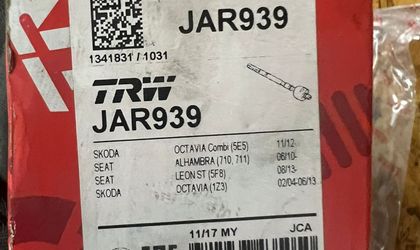 JAR939
1341831 / 1031
TRW
JAR939
SKODA OCTAVIA Combi (5E5) 11/12-
SEAT ALHAMBRA (710, 711) 06/10-
SEAT LEON ST (5F8) 08/13-
SKODA OCTAVIA (1Z3) 02/04-06/13
11/17 MY JCA